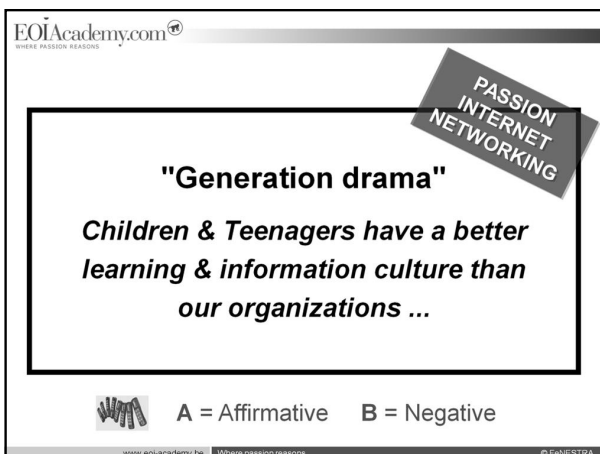 EOIAcademy.com
WHERE PASSION REASONS
PASSION
INTERNET
NETWORKING
"Generation drama"
Children & Teenagers have a better
learning & information culture than
our organizations ...
A = Affirmative B = Negative
www.eoi-academy.be Where passion reasons © FeNESTRA